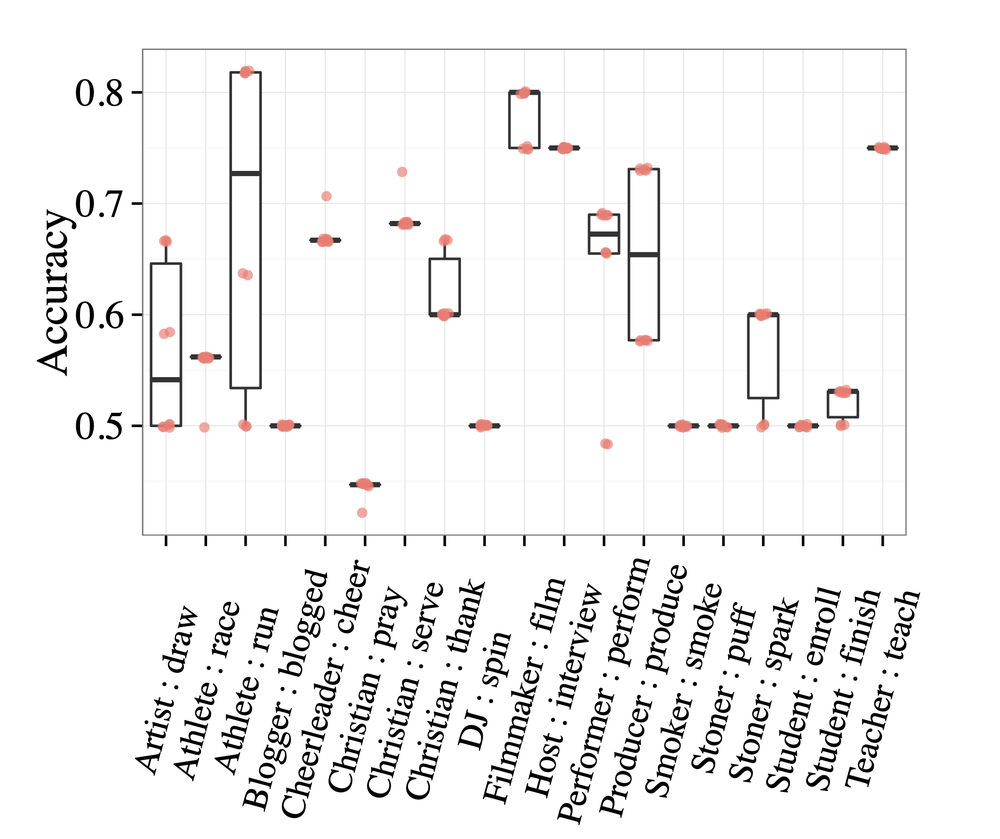 Accuracy
0.8
0.7
0.6
0.5
Artist : draw
Athlete : race
Athlete : run
Blogger : blogged
Cheerleader : cheer
Christian : pray
Christian : serve
Christian : thank
DJ : spin
Filmmaker : film
Host : interview
Performer : perform
Producer : produce
Smoker : smoke
Stoner : puff
Stoner : spark
Student : enroll
Student : finish
Teacher : teach